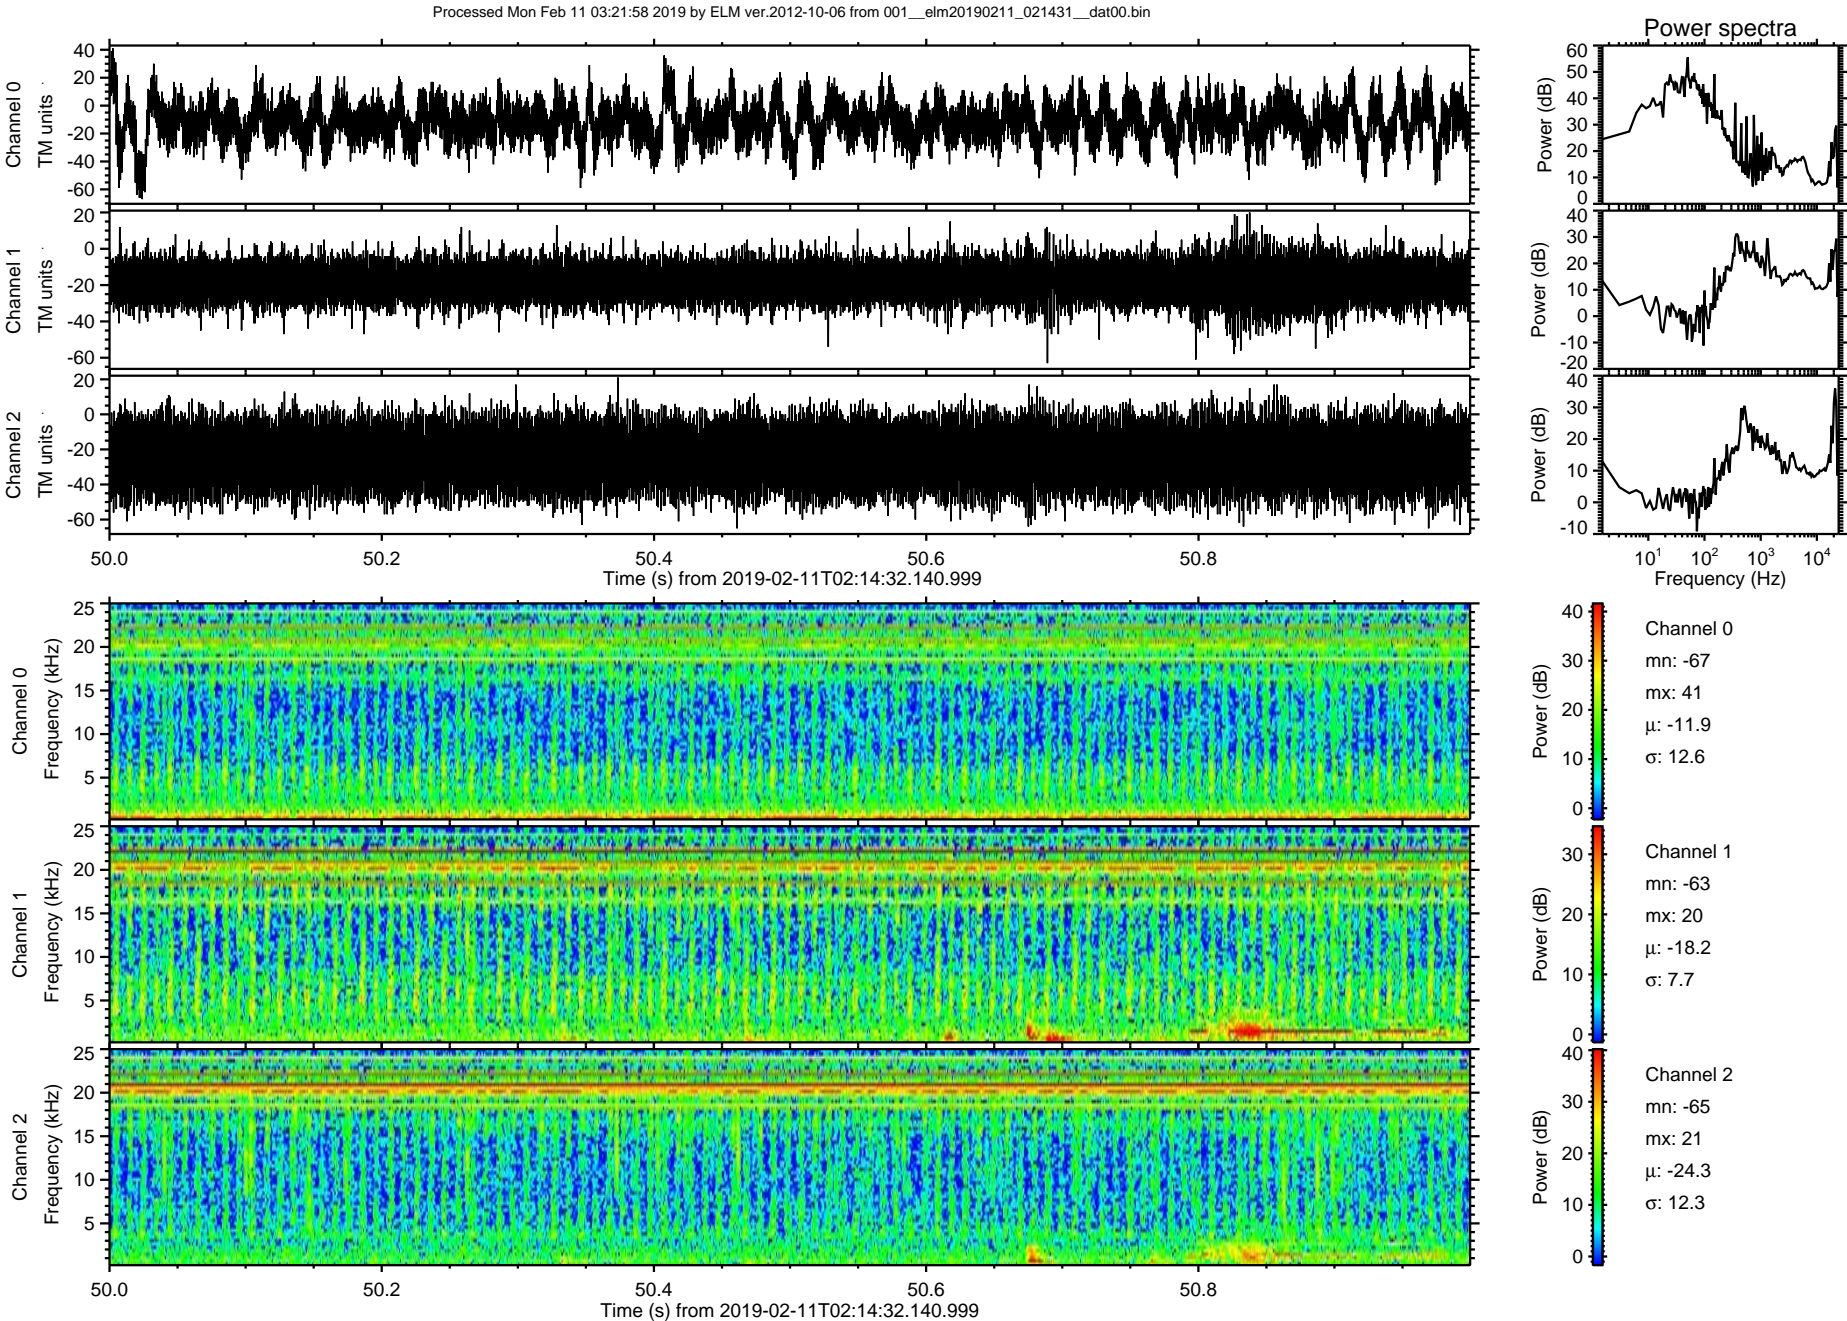 Processed Mon Feb 11 03:21:58 2019 by ELM ver.2012-10-06 from 001__elm20190211_021431__dat00.bin
Power spectra
Channel 0
TM units
40
20
0
-20
-40
-60
Power (dB)
60
50
40
30
20
10
0
Channel 1
TM units
20
0
-20
-40
-60
Power (dB)
40
30
20
10
0
-10
-20
Channel 2
TM units
20
0
-20
-40
-60
Power (dB)
40
30
20
10
0
-10
50.0 50.2 50.4 50.6 50.8
Time (s) from 2019-02-11T02:14:32.140.999
10¹ 10² 10³ 10⁴
Frequency (Hz)
Channel 0
Frequency (kHz)
25
20
15
10
5
Power (dB)
40
30
20
10
0
Channel 0
mn: -67
mx: 41
μ: -11.9
σ: 12.6
Channel 1
Frequency (kHz)
25
20
15
10
5
Power (dB)
30
20
10
0
Channel 1
mn: -63
mx: 20
μ: -18.2
σ: 7.7
Channel 2
Frequency (kHz)
25
20
15
10
5
Power (dB)
40
30
20
10
0
Channel 2
mn: -65
mx: 21
μ: -24.3
σ: 12.3
50.0 50.2 50.4 50.6 50.8
Time (s) from 2019-02-11T02:14:32.140.999